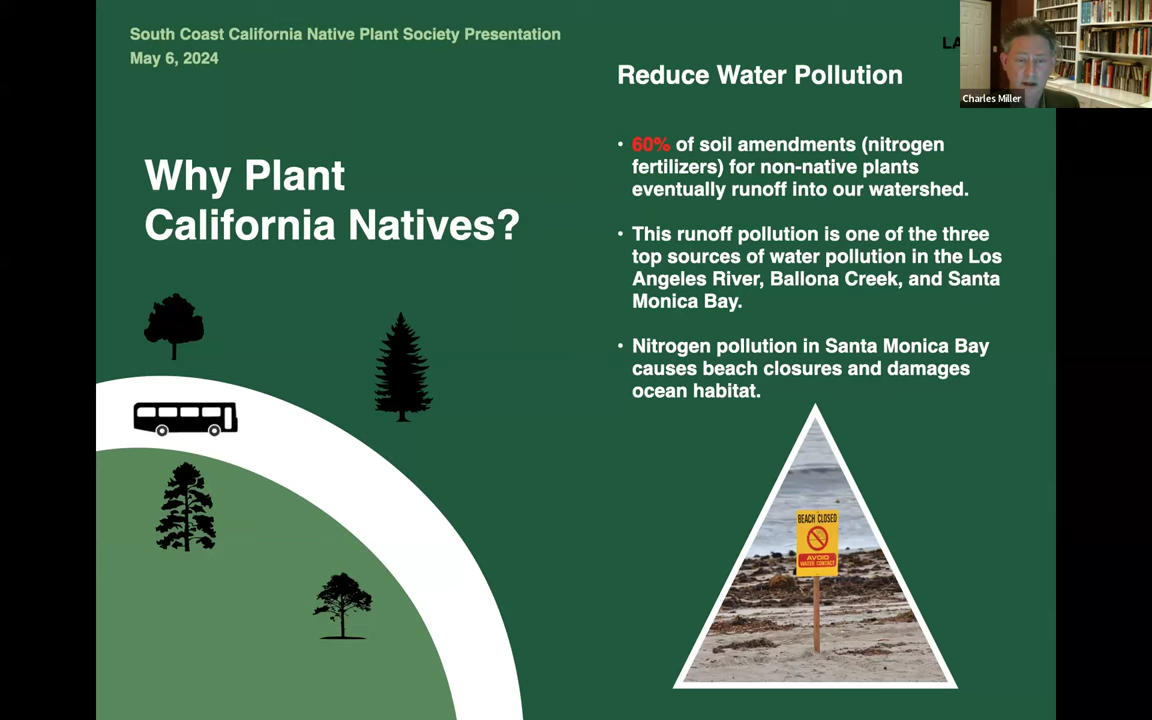 South Coast California Native Plant Society Presentation
May 6, 2024
LA
Reduce Water Pollution
Charles Miller
Why Plant
California Natives?
• 60% of soil amendments (nitrogen
fertilizers) for non-native plants
eventually runoff into our watershed.
• This runoff pollution is one of the three
top sources of water pollution in the Los
Angeles River, Ballona Creek, and Santa
Monica Bay.
• Nitrogen pollution in Santa Monica Bay
causes beach closures and damages
ocean habitat.
BEACH CLOSED
AVOID
WATER CONTACT